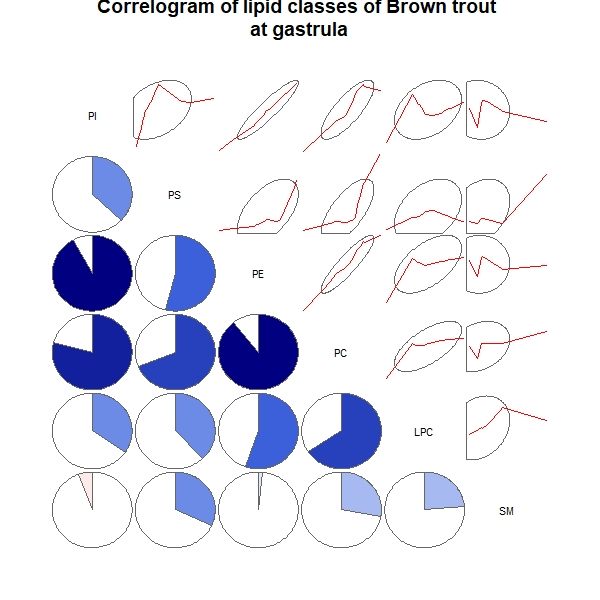 Correlogram of lipid classes of Brown trout
at gastrula
PI
PS
PE
PC
LPC
SM